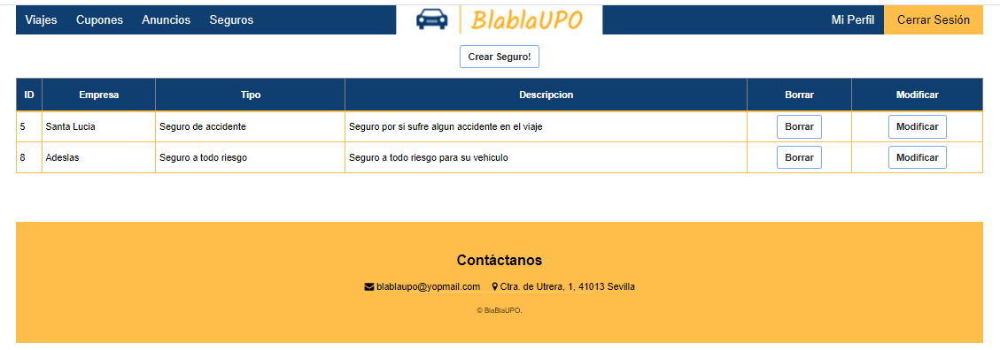 Viajes Cupones Anuncios Seguros BlablaUPO Mi Perfil Cerrar Sesión
Crear Seguro!
ID Empresa Tipo Descripcion Borrar Modificar
5 Santa Lucia Seguro de accidente Seguro por si sufre algun accidente en el viaje Borrar Modificar
8 Adeslas Seguro a todo riesgo Seguro a todo riesgo para su vehiculo Borrar Modificar
Contáctanos
blablaupo@yopmail.com Ctra. de Utrera, 1, 41013 Sevilla
© BlaBlaUPO.